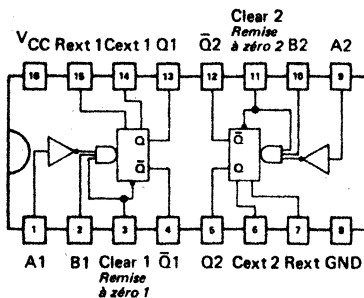 Clear 2
Remise
à zéro 2
VCC Rext 1 Cext 1 Q1 Q̅2 B2 A2
16 15 14 13 12 11 10 9
Q Q̅
Q̅ Q
1 2 3 4 5 6 7 8
A1 B1 Clear 1 Q̅1 Q2 Cext 2 Rext GND
Remise
à zéro 1